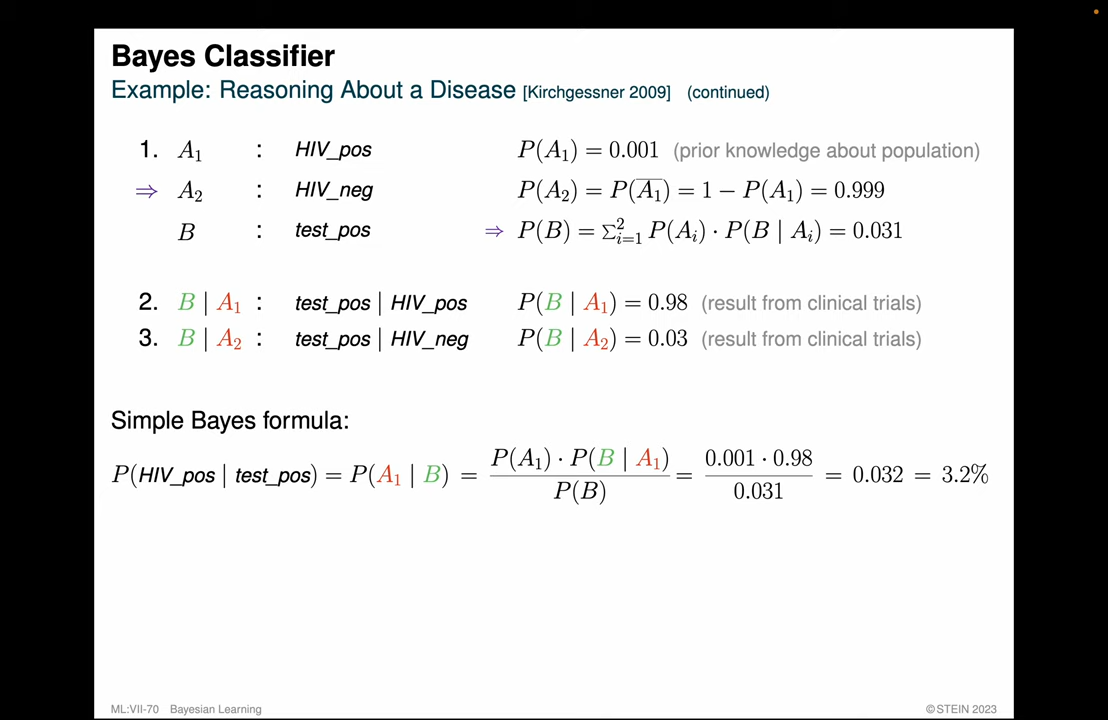 Bayes Classifier
Example: Reasoning About a Disease [Kirchgessner 2009] (continued)
1. A₁ : HIV_pos P(A₁) = 0.001 (prior knowledge about population)
⇒ A₂ : HIV_neg P(A₂) = P(A̅₁) = 1 − P(A₁) = 0.999
B : test_pos ⇒ P(B) = Σ²ᵢ₌₁ P(Aᵢ) · P(B | Aᵢ) = 0.031
2. B | A₁ : test_pos | HIV_pos P(B | A₁) = 0.98 (result from clinical trials)
3. B | A₂ : test_pos | HIV_neg P(B | A₂) = 0.03 (result from clinical trials)
Simple Bayes formula:
P(HIV_pos | test_pos) = P(A₁ | B) = P(A₁) · P(B | A₁) / P(B) = 0.001 · 0.98 / 0.031 = 0.032 = 3.2%
ML:VII-70 Bayesian Learning © STEIN 2023